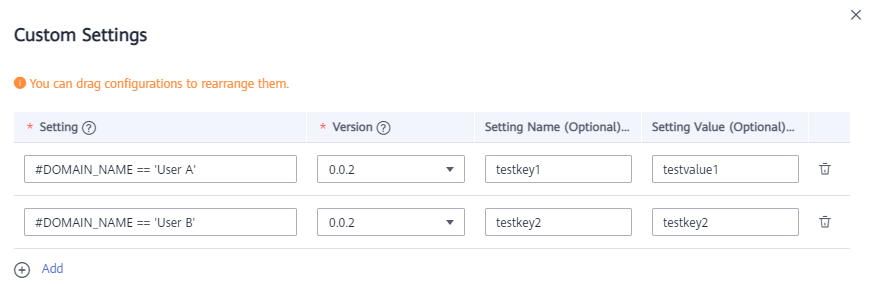 Custom Settings
You can drag configurations to rearrange them.
* Setting ? * Version ? Setting Name (Optional)... Setting Value (Optional)...
#DOMAIN_NAME == 'User A' 0.0.2 testkey1 testvalue1
#DOMAIN_NAME == 'User B' 0.0.2 testkey2 testkey2
Add